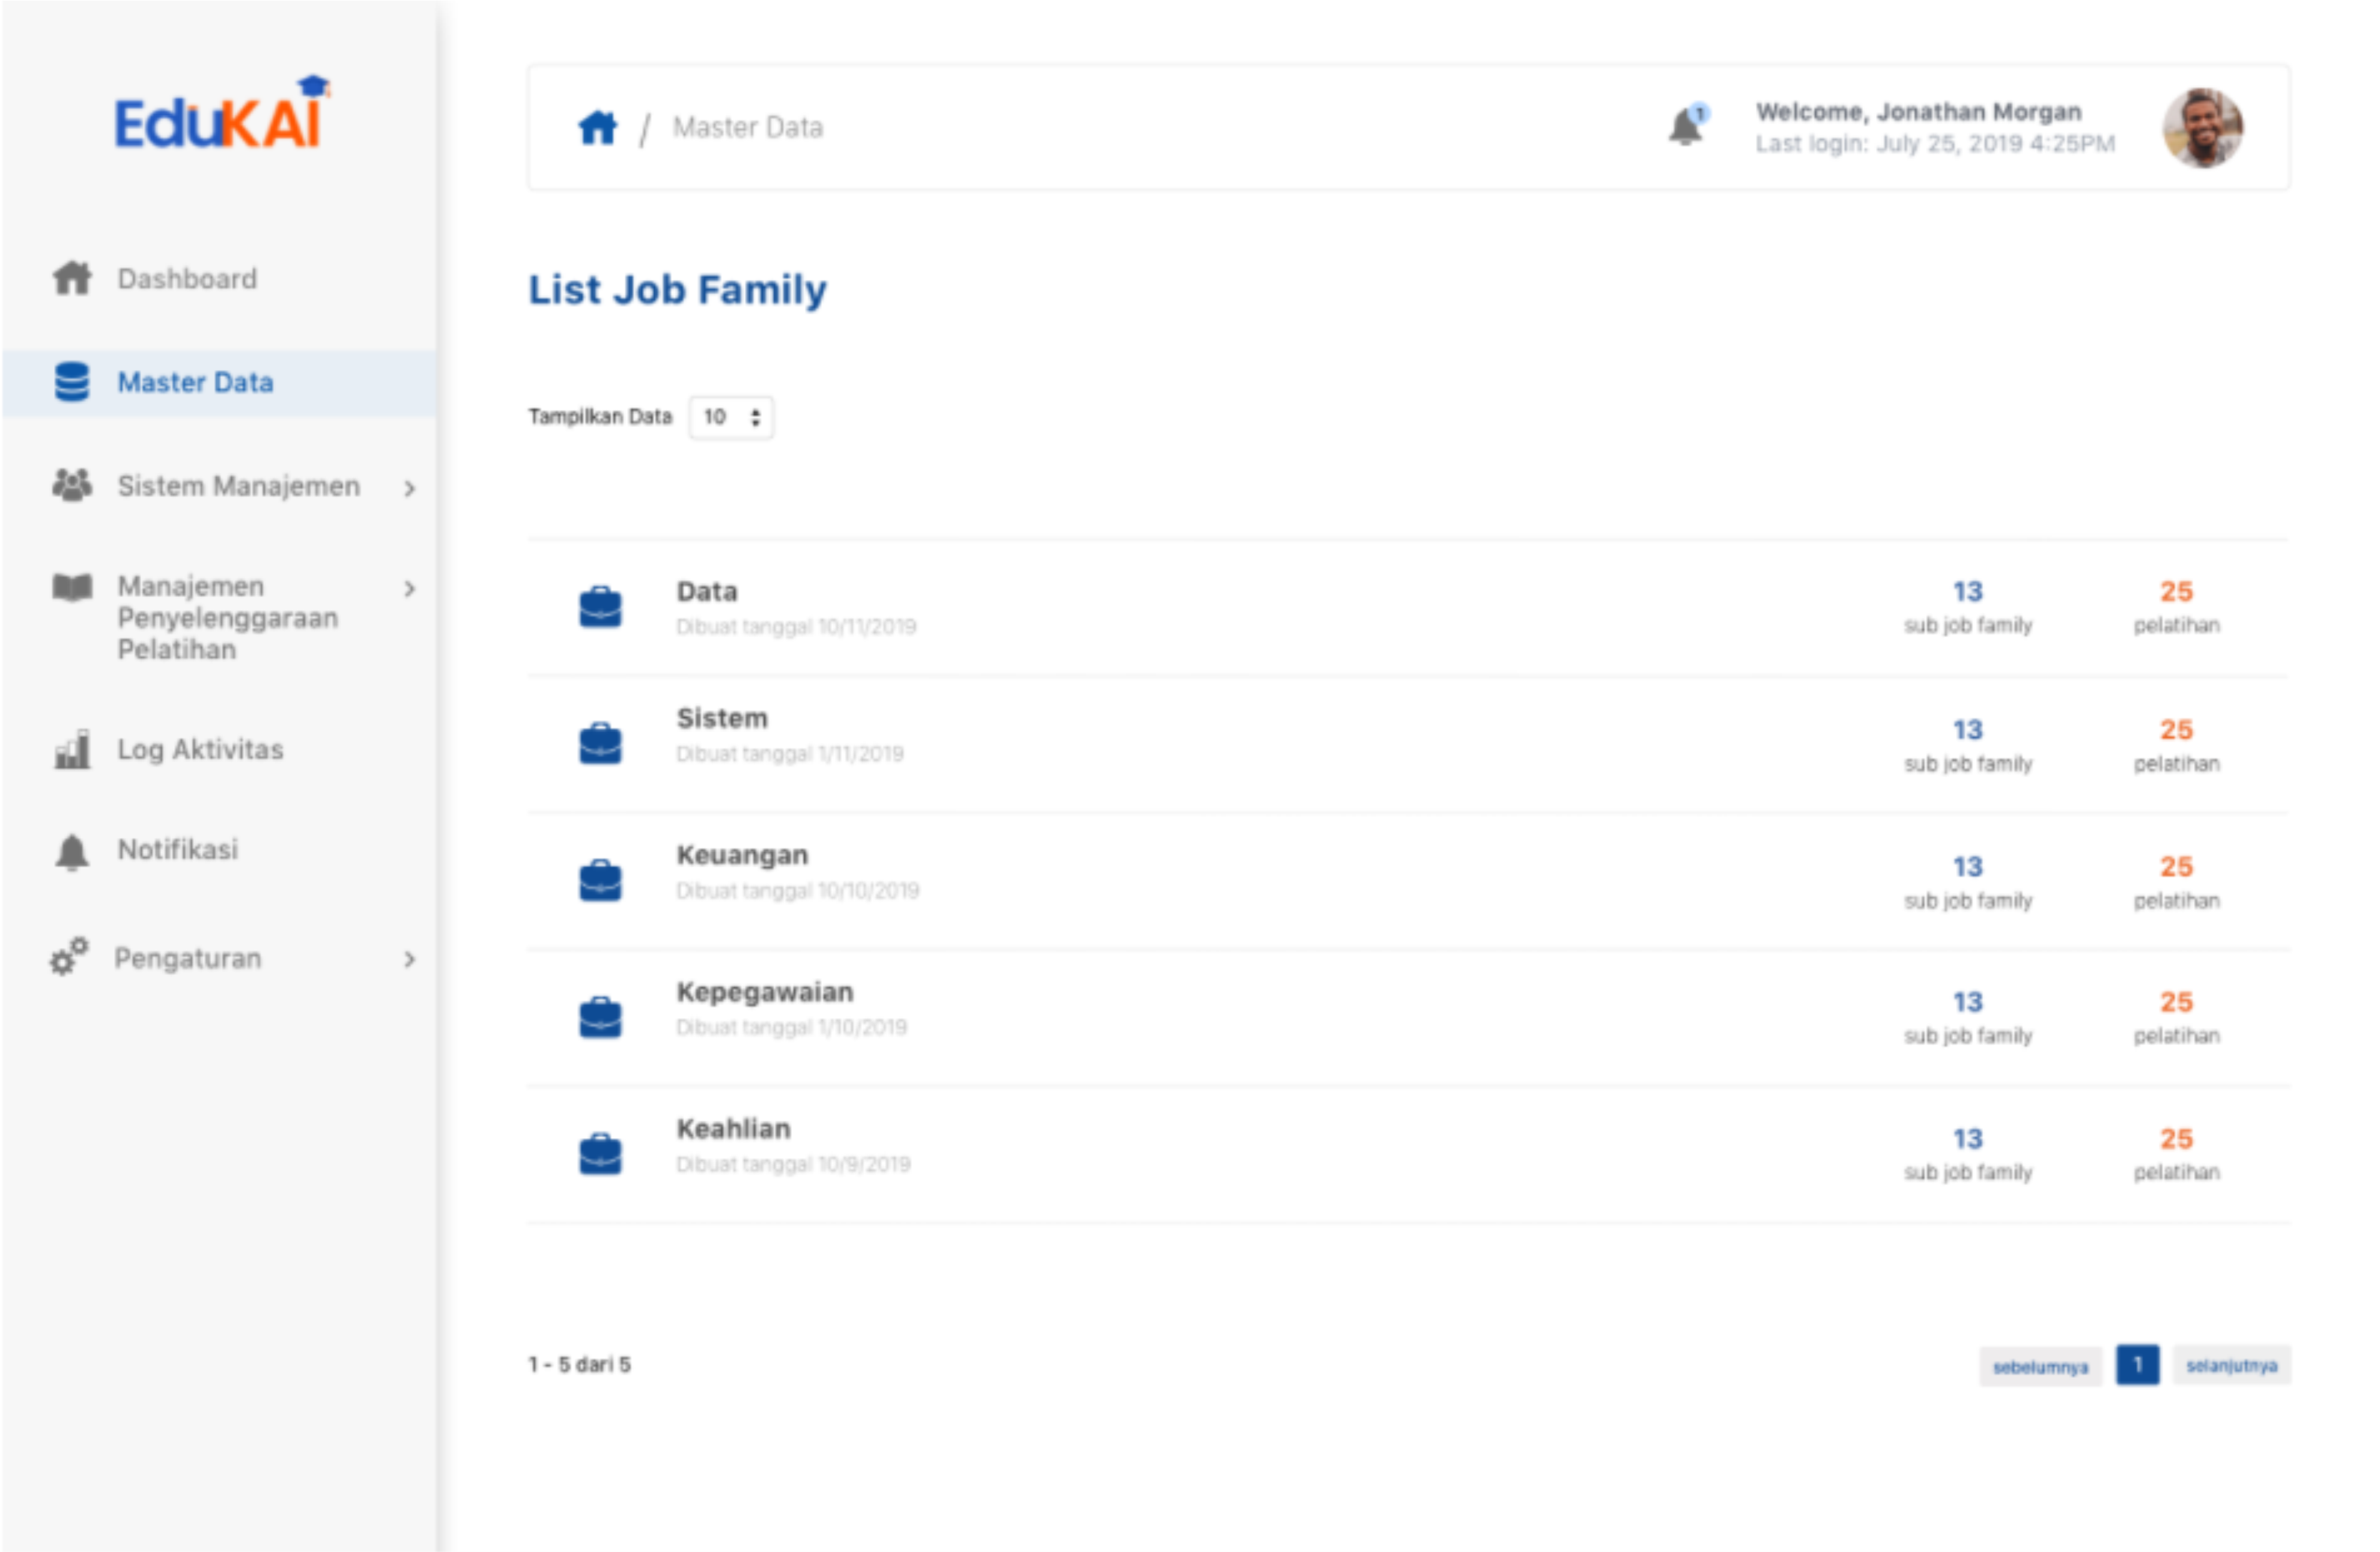 EduKAI
Dashboard
Master Data
Sistem Manajemen
Manajemen
Penyelenggaraan
Pelatihan
Log Aktivitas
Notifikasi
Pengaturan
/ Master Data
1
Welcome, Jonathan Morgan
Last login: July 25, 2019 4:25PM
List Job Family
Tampilkan Data 10
Data
Dibuat tanggal 10/11/2019
13
sub job family
25
pelatihan
Sistem
Dibuat tanggal 1/11/2019
13
sub job family
25
pelatihan
Keuangan
Dibuat tanggal 10/10/2019
13
sub job family
25
pelatihan
Kepegawaian
Dibuat tanggal 1/10/2019
13
sub job family
25
pelatihan
Keahlian
Dibuat tanggal 10/9/2019
13
sub job family
25
pelatihan
1 - 5 dari 5
sebelumnya 1 selanjutnya